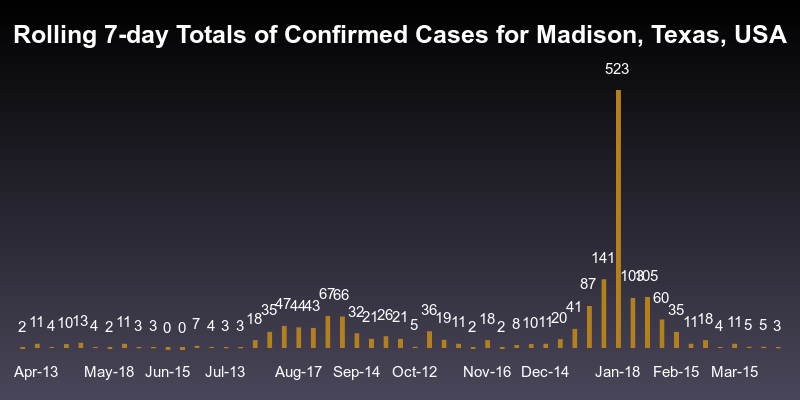 Rolling 7-day Totals of Confirmed Cases for Madison, Texas, USA
523
2 11 4 10 13 4 2 11 3 3 0 0 7 4 3 3 18 35 47 44 43 67 66 32 21 26 21 5 36 19 11 2 18 2 8 10 11 20 41 87 141 103 105 60 35 11 18 4 11 5 5 3
Apr-13 May-18 Jun-15 Jul-13 Aug-17 Sep-14 Oct-12 Nov-16 Dec-14 Jan-18 Feb-15 Mar-15